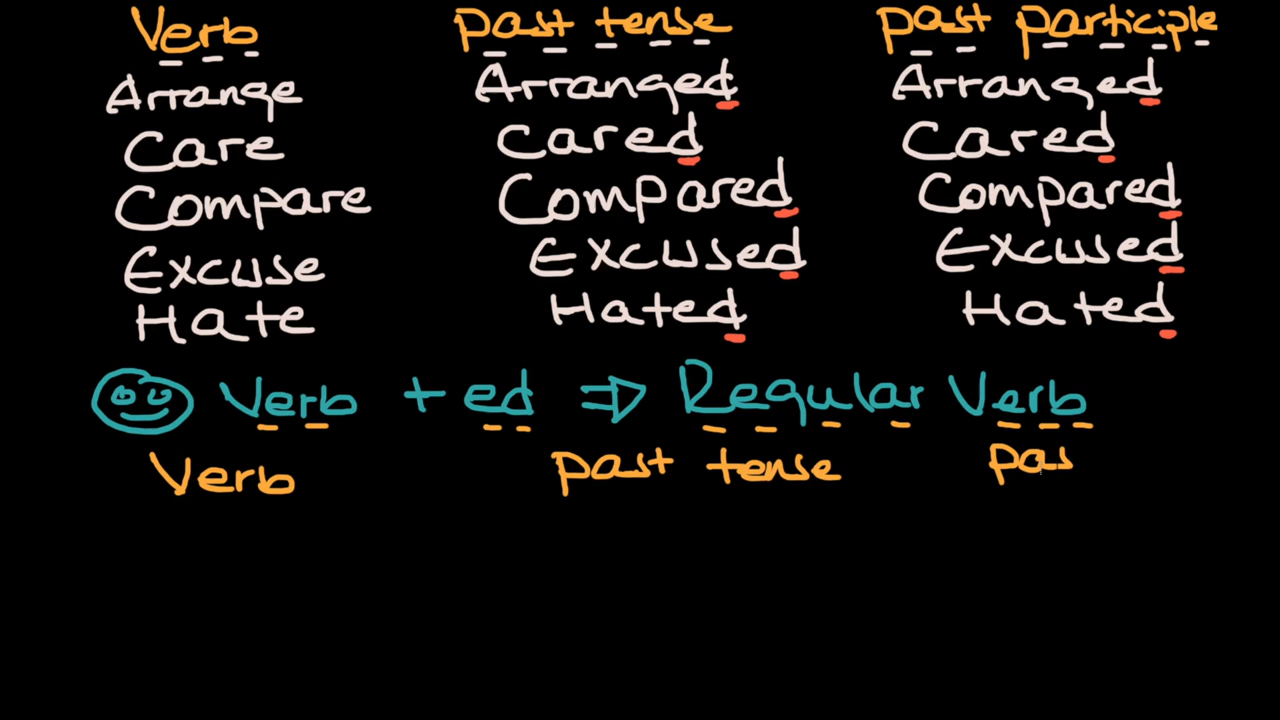 Verb past tense past participle
Arrange Arranged Arranged
Care Cared Cared
Compare Compared Compared
Excuse Excused Excused
Hate Hated Hated
Verb + ed ⇒ Regular Verb
Verb past tense pas